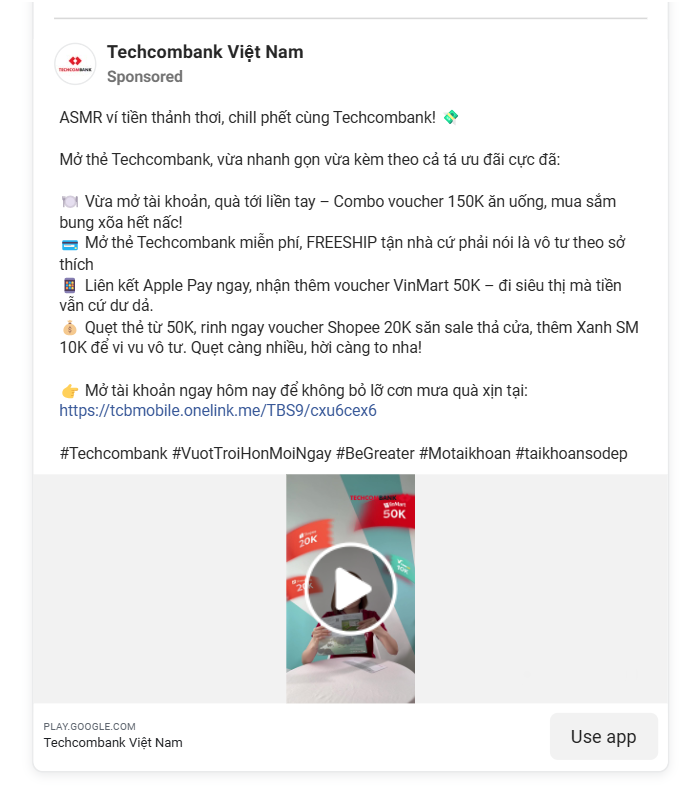 TECHCOMBANK
Techcombank Việt Nam
Sponsored
ASMR ví tiền thảnh thơi, chill phết cùng Techcombank! 💸
Mở thẻ Techcombank, vừa nhanh gọn vừa kèm theo cả tá ưu đãi cực đã:
🍽️ Vừa mở tài khoản, quà tới liền tay – Combo voucher 150K ăn uống, mua sắm
bung xõa hết nấc!
💳 Mở thẻ Techcombank miễn phí, FREESHIP tận nhà cứ phải nói là vô tư theo sở
thích
📱 Liên kết Apple Pay ngay, nhận thêm voucher VinMart 50K – đi siêu thị mà tiền
vẫn cứ dư dả.
💰 Quẹt thẻ từ 50K, rinh ngay voucher Shopee 20K săn sale thả cửa, thêm Xanh SM
10K để vi vu vô tư. Quẹt càng nhiều, hời càng to nha!
👉 Mở tài khoản ngay hôm nay để không bỏ lỡ cơn mưa quà xịn tại:
https://tcbmobile.onelink.me/TBS9/cxu6cex6
#Techcombank #VuotTroiHonMoiNgay #BeGreater #Motaikhoan #taikhoansodep
TECHCOMBANK
VinMart
50K
20K
PLAY.GOOGLE.COM
Techcombank Việt Nam
Use app